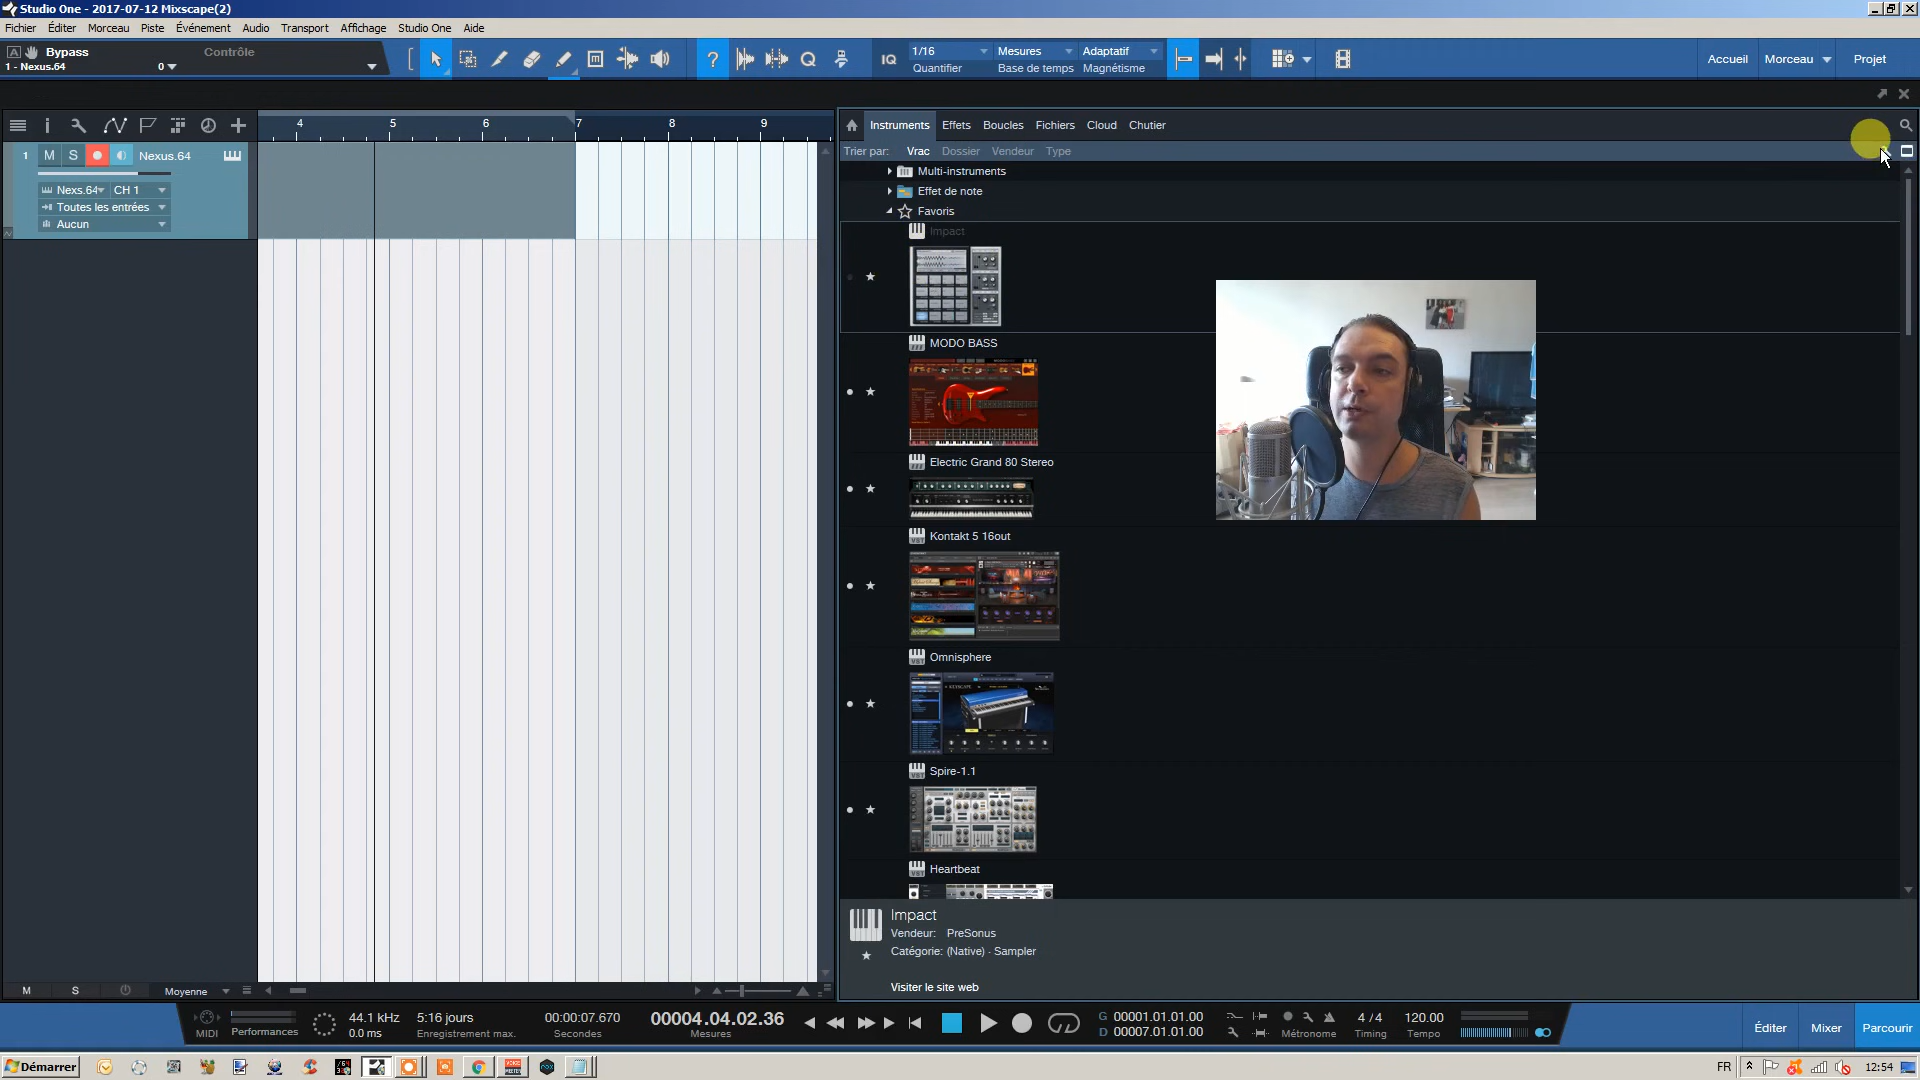 Studio One - 2017-07-12 Mixscape(2)
Fichier Éditer Morceau Piste Événement Audio Transport Affichage Studio One Aide
Bypass Contrôle
1 - Nexus.64 0
IQ 1/16 Mesures Adaptatif
Quantifier Base de temps Magnétisme
Accueil Morceau Projet
4 5 6 7 8 9
Instruments Effets Boucles Fichiers Cloud Chutier
Trier par: Vrac Dossier Vendeur Type
1 M S Nexus.64
Nexs.64 CH 1
Toutes les entrées
Aucun
Multi-instruments
Effet de note
Favoris
Impact
MODO BASS
Electric Grand 80 Stereo
Kontakt 5 16out
Omnisphere
Spire-1.1
Heartbeat
Impact
Vendeur: PreSonus
Catégorie: (Native) - Sampler
Visiter le site web
M S Moyenne
MIDI
Performances
44.1 kHz
0.0 ms
5:16 jours
Enregistrement max.
00:00:07.670
Secondes
00004.04.02.36
Mesures
G 00001.01.01.00
D 00007.01.01.00
Métronome
4 / 4
Timing
120.00
Tempo
Éditer Mixer Parcourir
Démarrer
FR 12:54